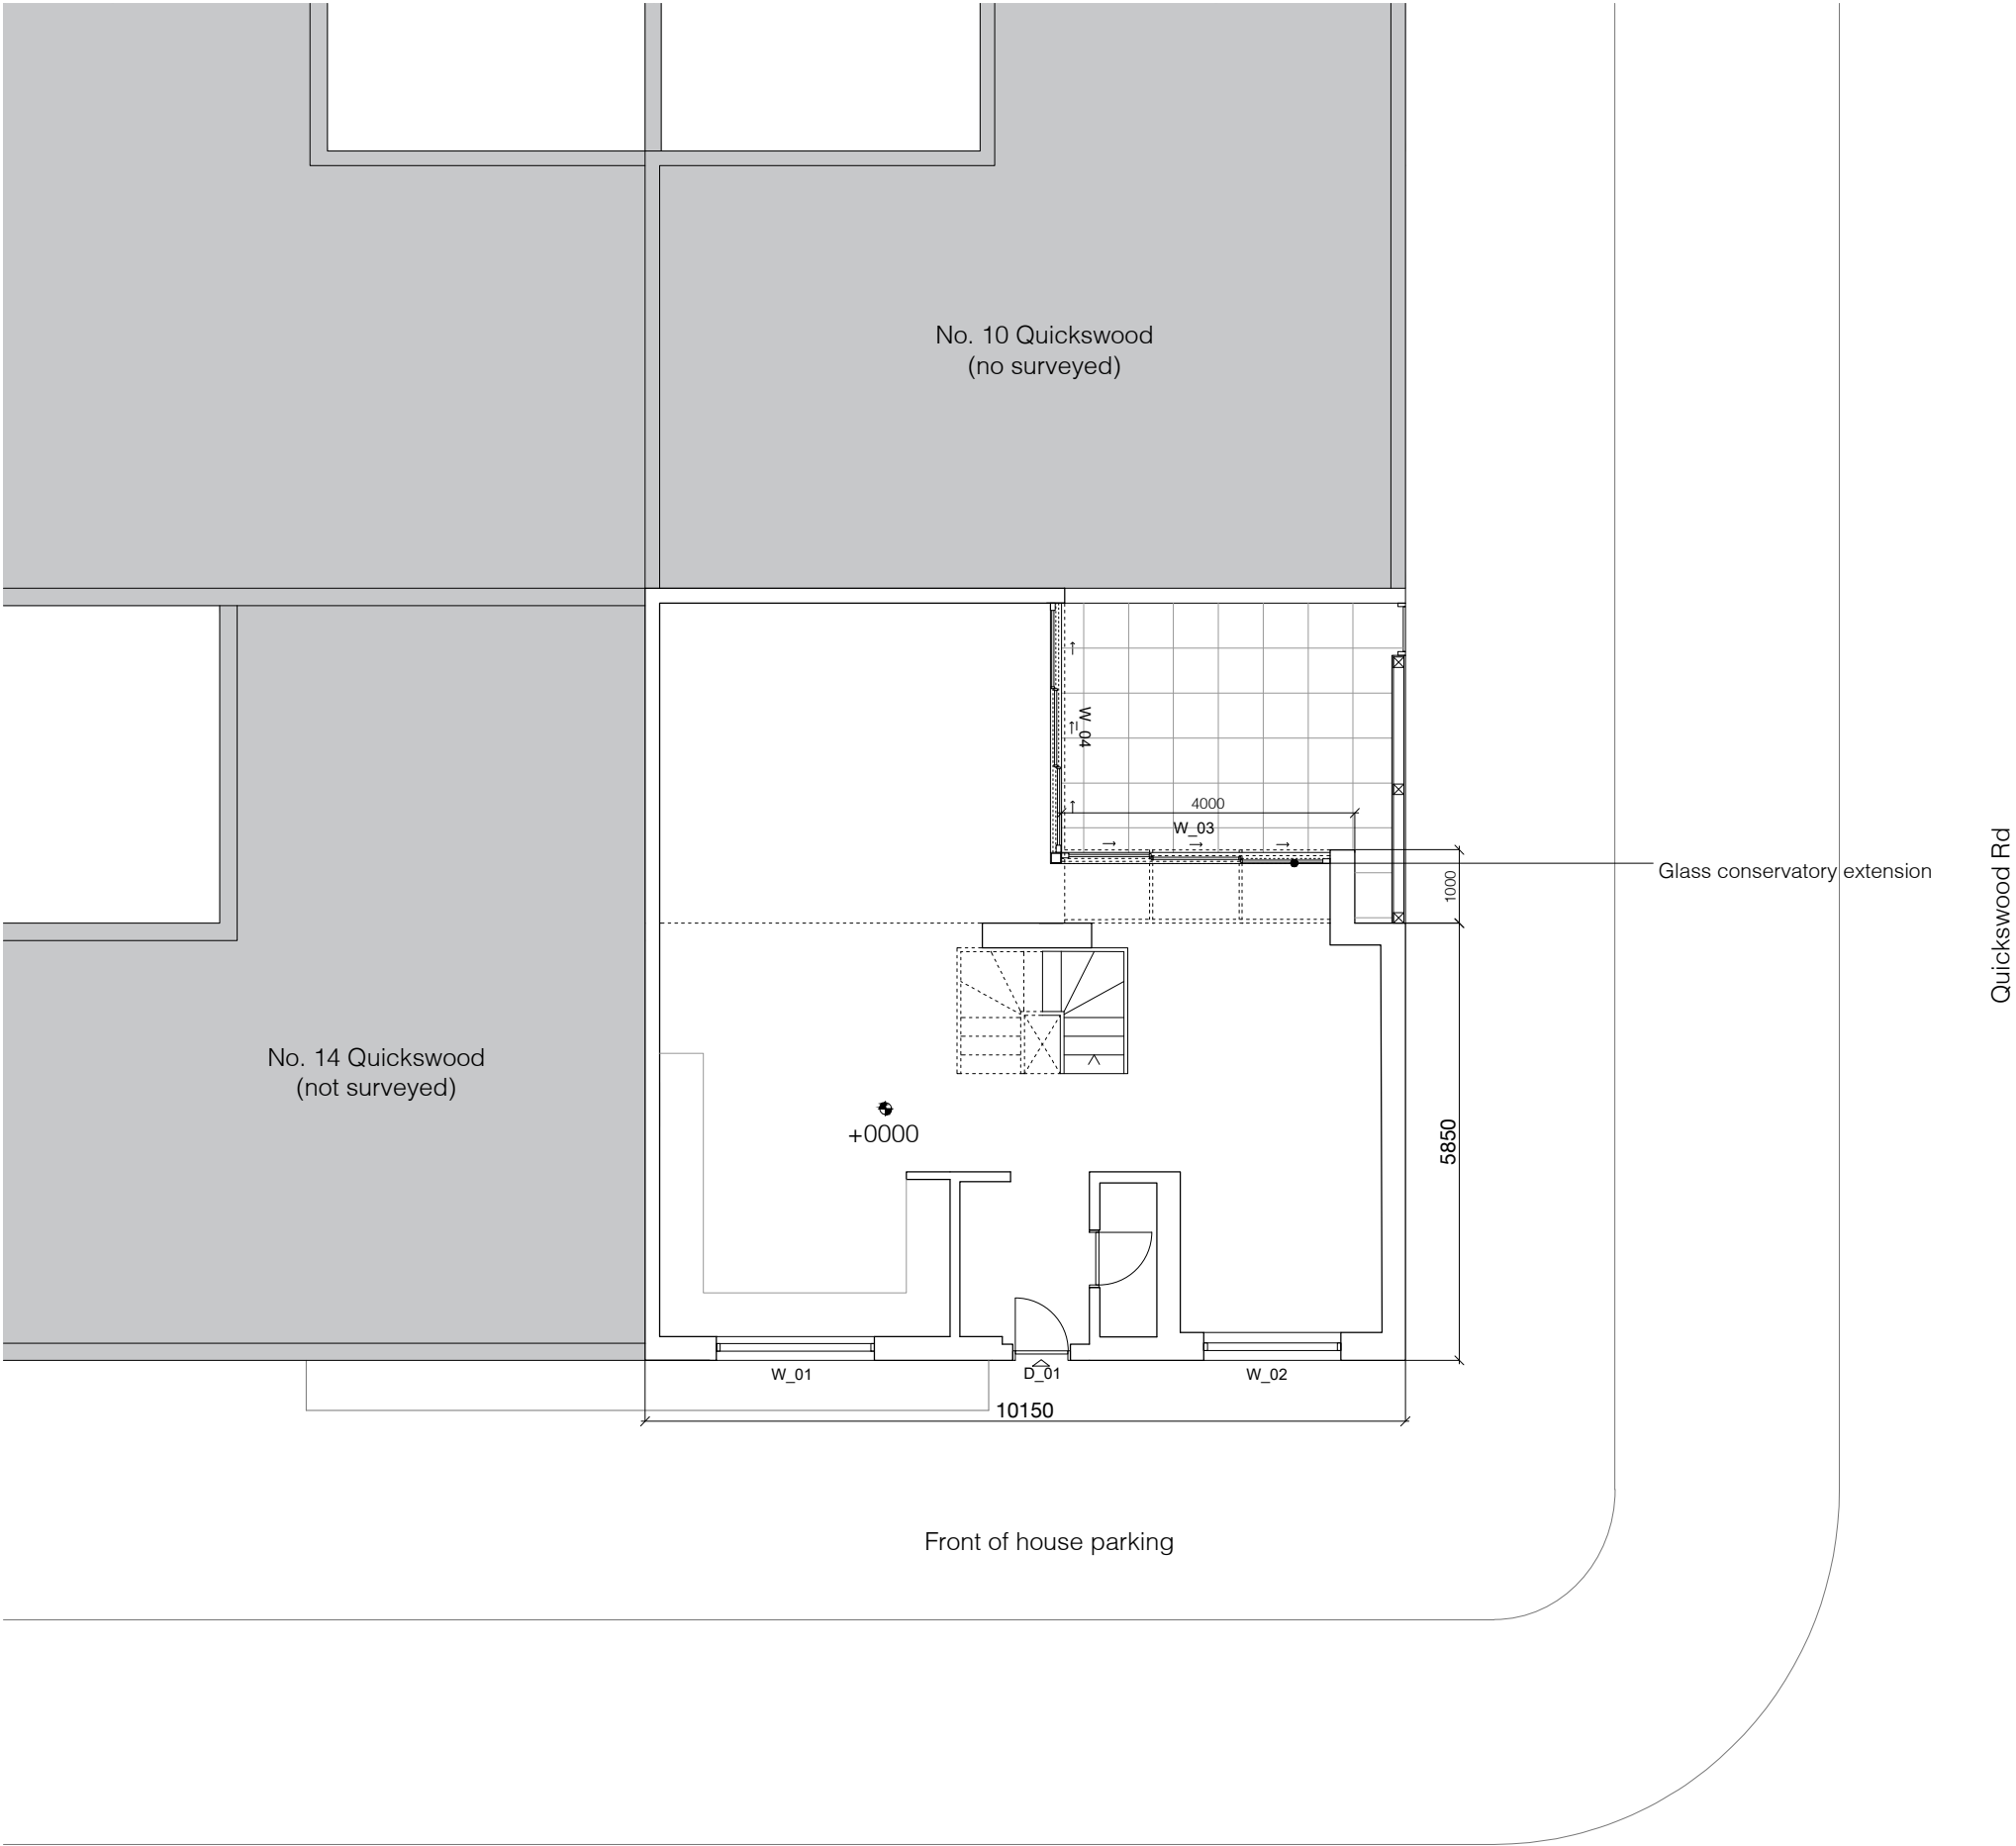 No. 10 Quickswood
(no surveyed)
W_04
4000
W_03
Glass conservatory extension
1000
Quickswood Rd
No. 14 Quickswood
(not surveyed)
+0000
5850
W_01
D_01
W_02
10150
Front of house parking